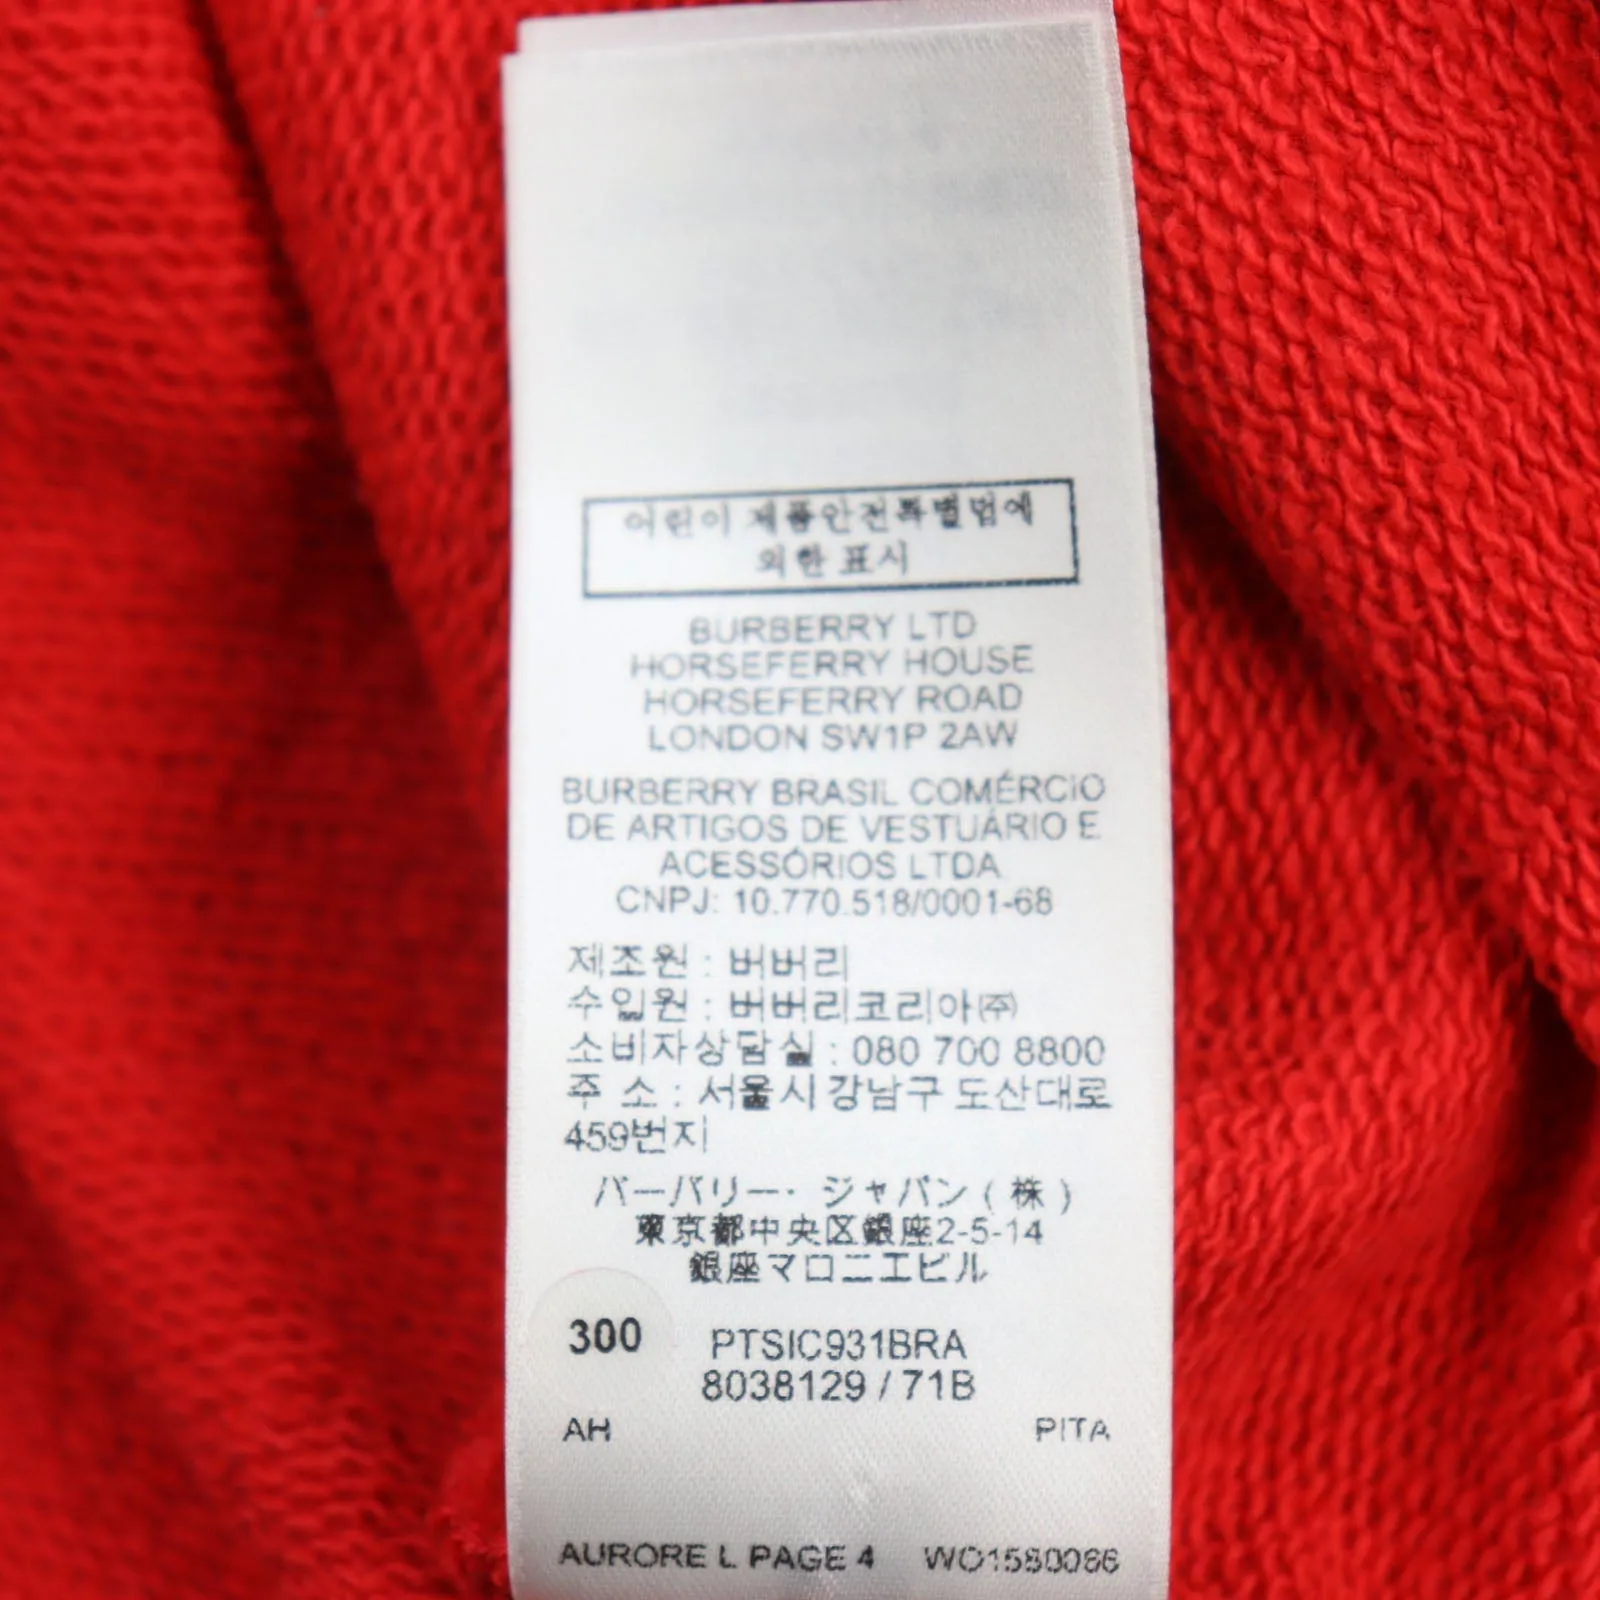 어린이 제품안전특별법에
의한 표시
BURBERRY LTD
HORSEFERRY HOUSE
HORSEFERRY ROAD
LONDON SW1P 2AW
BURBERRY BRASIL COMÉRCIO
DE ARTIGOS DE VESTUÁRIO E
ACESSÓRIOS LTDA
CNPJ: 10.770.518/0001-68
제조원 : 버버리
수입원 : 버버리코리아㈜
소비자상담실 : 080 700 8800
주 소 : 서울시 강남구 도산대로
459번지
バーバリー・ジャパン ( 株 )
東京都中央区銀座2-5-14
銀座マロニエビル
300 PTSIC931BRA
8038129 / 71B
AH PITA
AURORE L PAGE 4 WO1580086